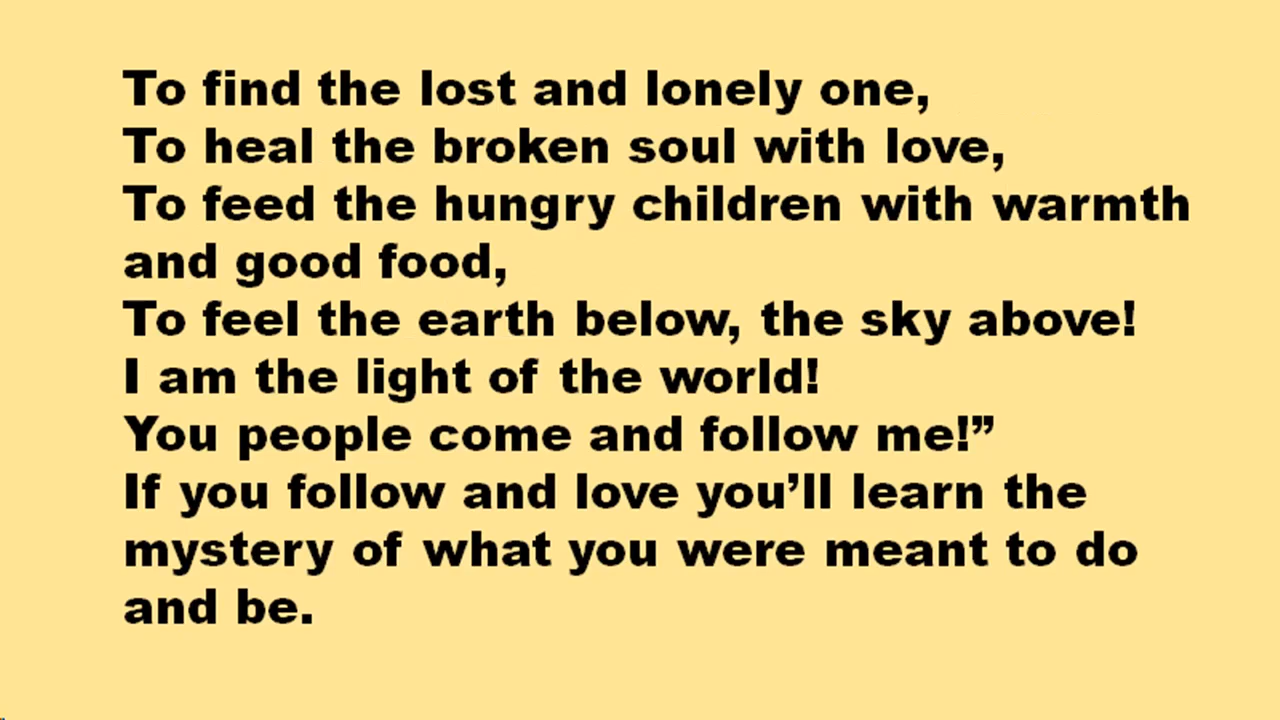 To find the lost and lonely one,
To heal the broken soul with love,
To feed the hungry children with warmth
and good food,
To feel the earth below, the sky above!
I am the light of the world!
You people come and follow me!”
If you follow and love you’ll learn the
mystery of what you were meant to do
and be.